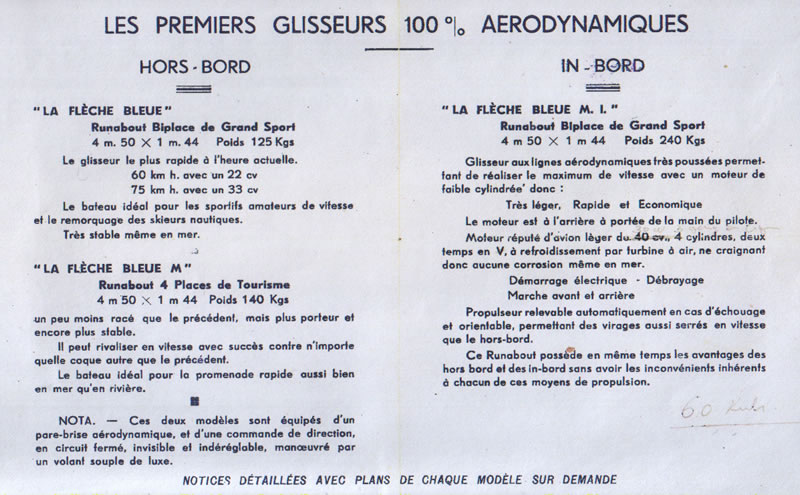 LES PREMIERS GLISSEURS 100 % AERODYNAMIQUES
HORS - BORD
"LA FLÈCHE BLEUE"
Runabout Biplace de Grand Sport
4 m. 50 × 1 m. 44 Poids 125 Kgs
Le glisseur le plus rapide à l'heure actuelle.
60 km h. avec un 22 cv
75 km h. avec un 33 cv
Le bateau idéal pour les sportifs amateurs de vitesse
et le remorquage des skieurs nautiques.
Très stable même en mer.
"LA FLÈCHE BLEUE M"
Runabout 4 Places de Tourisme
4 m 50 × 1 m 44 Poids 140 Kgs
un peu moins racé que le précédent, mais plus porteur et
encore plus stable.
Il peut rivaliser en vitesse avec succès contre n'importe
quelle coque autre que le précédent.
Le bateau idéal pour la promenade rapide aussi bien
en mer qu'en rivière.
NOTA. — Ces deux modèles sont équipés d'un
pare-brise aérodynamique, et d'une commande de direction,
en circuit fermé, invisible et indéréglable, manœuvré par
un volant souple de luxe.
IN - BORD
"LA FLÈCHE BLEUE M. I."
Runabout Biplace de Grand Sport
4 m 50 × 1 m 44 Poids 240 Kgs
Glisseur aux lignes aérodynamiques très poussées permet-
tant de réaliser le maximum de vitesse avec un moteur de
faible cylindrée' donc :
Très léger, Rapide et Economique
Le moteur est à l'arrière à portée de la main du pilote.
Moteur réputé d'avion lèger du 40 cv., 4 cylindres, deux
temps en V, à refroidissement par turbine à air, ne craignant
donc aucune corrosion même en mer.
Démarrage électrique - Débrayage
Marche avant et arrière
Propulseur relevable automatiquement en cas d'échouage
et orientable, permettant des virages aussi serrés en vitesse
que le hors-bord.
Ce Runabout possède en même temps les avantages des
hors bord et des in-bord sans avoir les inconvénients inhérents
à chacun de ces moyens de propulsion.
60
NOTICES DÉTAILLÉES AVEC PLANS DE CHAQUE MODÈLE SUR DEMANDE